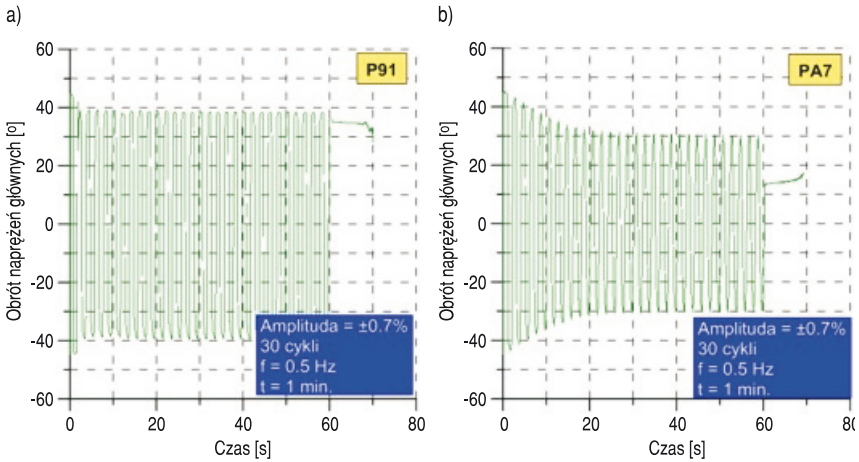 a)
60
40
20
0
-20
-40
-60
Obrót naprężeń głównych [⁰]
P91
Amplituda = ±0.7%
30 cykli
f = 0.5 Hz
t = 1 min.
0 20 40 60 80
Czas [s]
b)
60
40
20
0
-20
-40
-60
Obrót naprężeń głównych [⁰]
PA7
Amplituda = ±0.7%
30 cykli
f = 0.5 Hz
t = 1 min.
0 20 40 60 80
Czas [s]